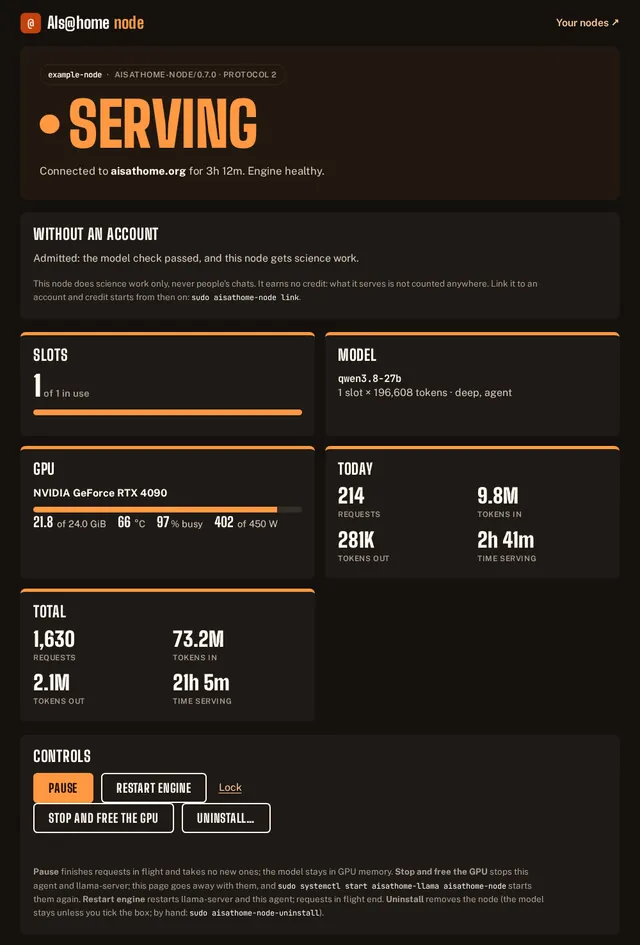 @ AIs@home node
Your nodes ↗
example-node · AISATHOME-NODE/0.7.0 · PROTOCOL 2
SERVING
Connected to aisathome.org for 3h 12m. Engine healthy.
WITHOUT AN ACCOUNT
Admitted: the model check passed, and this node gets science work.
This node does science work only, never people's chats. It earns no credit: what it serves is not counted anywhere. Link it to an
account and credit starts from then on: sudo aisathome-node link.
SLOTS
1 of 1 in use
MODEL
qwen3.8-27b
1 slot × 196,608 tokens · deep, agent
GPU
NVIDIA GeForce RTX 4090
21.8 of 24.0 GiB 66 °C 97 % busy 402 of 450 W
TODAY
214 9.8M
REQUESTS TOKENS IN
281K 2h 41m
TOKENS OUT TIME SERVING
TOTAL
1,630 73.2M
REQUESTS TOKENS IN
2.1M 21h 5m
TOKENS OUT TIME SERVING
CONTROLS
PAUSE RESTART ENGINE Lock
STOP AND FREE THE GPU UNINSTALL...
Pause finishes requests in flight and takes no new ones; the model stays in GPU memory. Stop and free the GPU stops this
agent and llama-server; this page goes away with them, and sudo systemctl start aisathome-llama aisathome-node starts
them again. Restart engine restarts llama-server and this agent; requests in flight end. Uninstall removes the node (the model
stays unless you tick the box; by hand: sudo aisathome-node-uninstall).